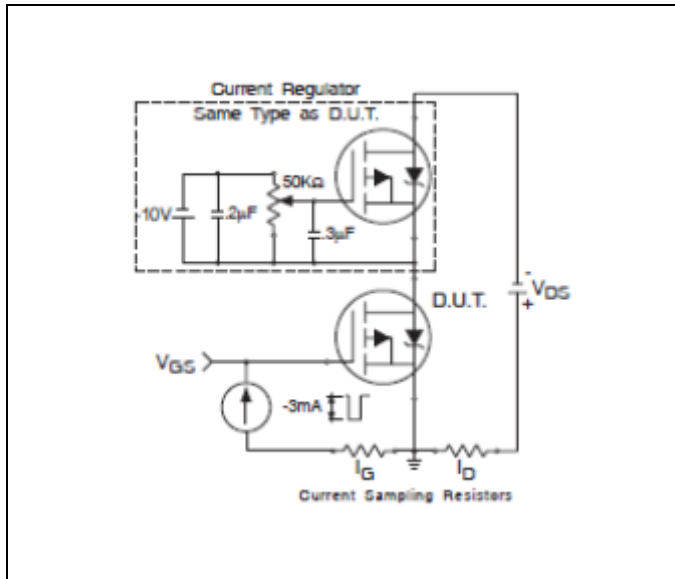 Current Regulator
Same Type as D.U.T.
50KΩ
-10V
.2μF
.3μF
D.U.T.
-
VDS
+
VGS
-3mA
IG
ID
Current Sampling Resistors